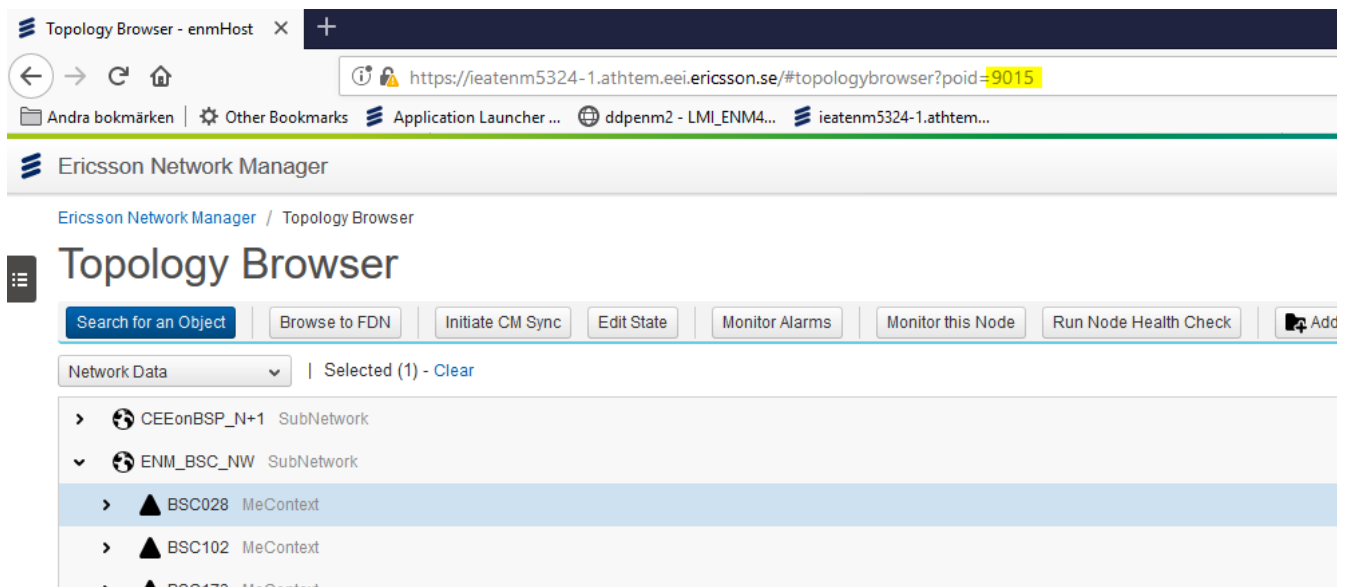 Topology Browser - enmHost
https://ieatenm5324-1.athtem.eei.ericsson.se/#topologybrowser?poid=9015
Andra bokmärken Other Bookmarks Application Launcher ... ddpenm2 - LMI_ENM4... ieatenm5324-1.athtem...
Ericsson Network Manager
Ericsson Network Manager / Topology Browser
Topology Browser
Search for an Object Browse to FDN Initiate CM Sync Edit State Monitor Alarms Monitor this Node Run Node Health Check Add
Network Data | Selected (1) - Clear
CEEonBSP_N+1 SubNetwork
ENM_BSC_NW SubNetwork
BSC028 MeContext
BSC102 MeContext